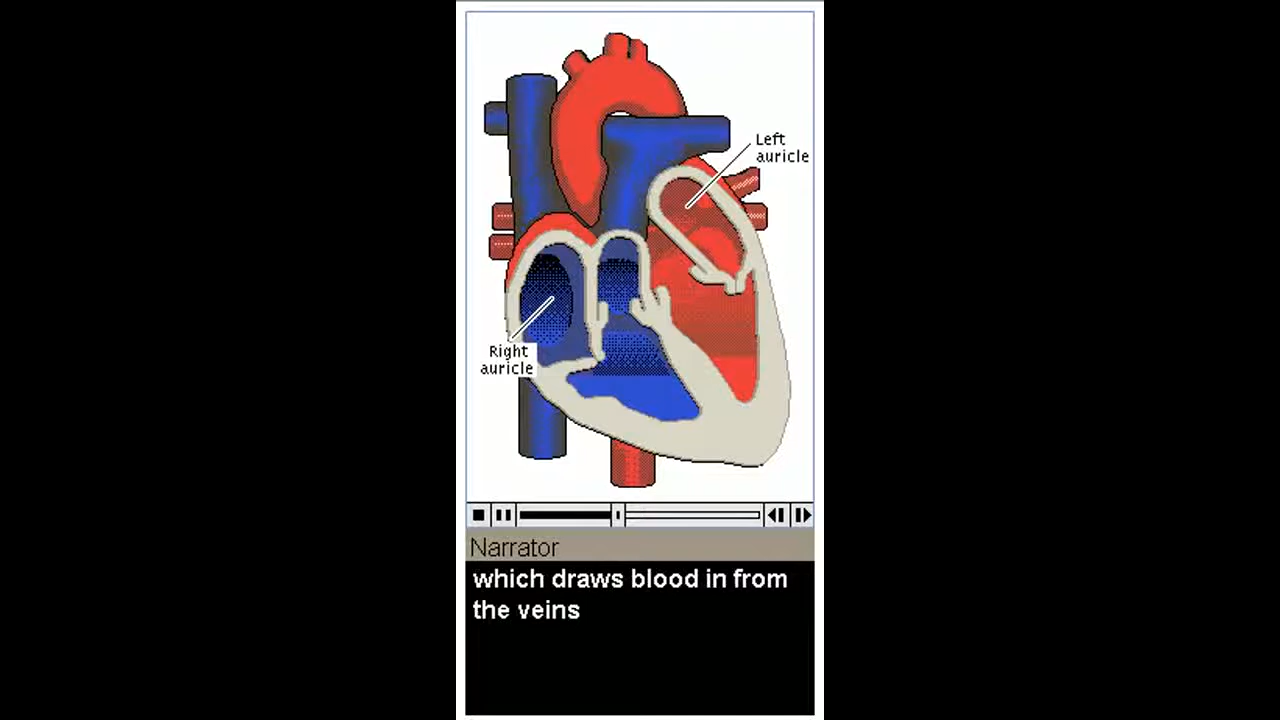 Left
auricle
Right
auricle
Narrator
which draws blood in from
the veins